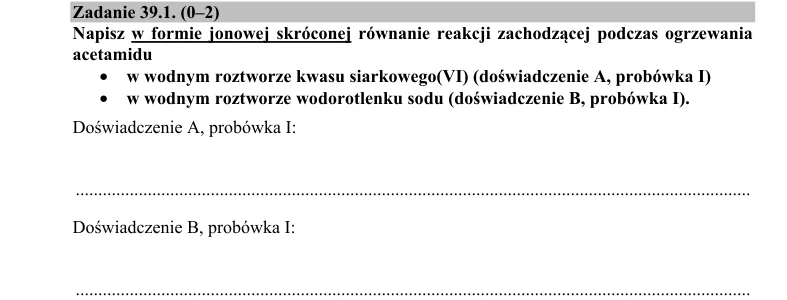 Zadanie 39.1. (0–2)
Napisz w formie jonowej skróconej równanie reakcji zachodzącej podczas ogrzewania
acetamidu
• w wodnym roztworze kwasu siarkowego(VI) (doświadczenie A, probówka I)
• w wodnym roztworze wodorotlenku sodu (doświadczenie B, probówka I).
Doświadczenie A, probówka I:
Doświadczenie B, probówka I: